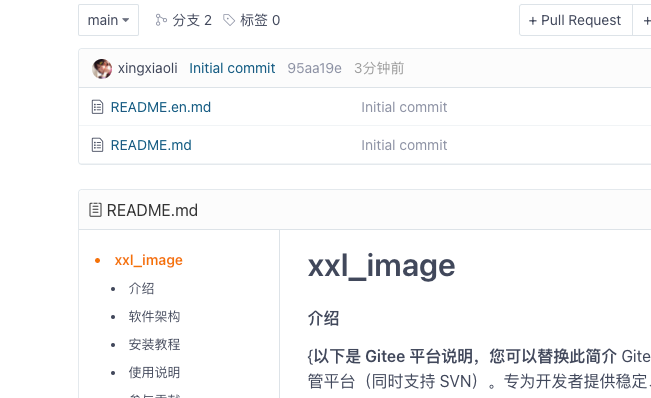 main 分支 2 标签 0 + Pull Request +
xingxiaoli Initial commit 95aa19e 3分钟前
README.en.md Initial commit
README.md Initial commit
README.md
xxl_image
介绍
软件架构
安装教程
使用说明
xxl_image
介绍
{以下是 Gitee 平台说明，您可以替换此简介 Gite
管平台（同时支持 SVN）。专为开发者提供稳定